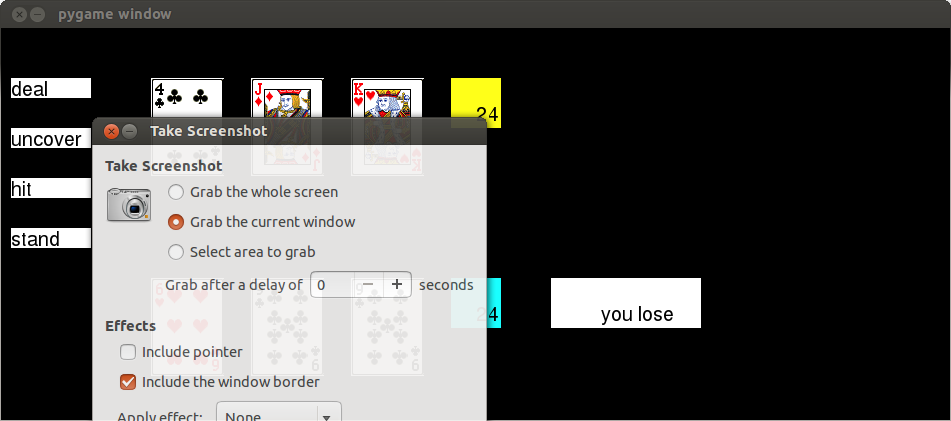 pygame window
deal
4
J
K
24
uncover
Take Screenshot
Take Screenshot
Grab the whole screen
hit
Grab the current window
stand
Select area to grab
Grab after a delay of 0 seconds
24
you lose
Effects
Include pointer
Include the window border
Apply effect: None